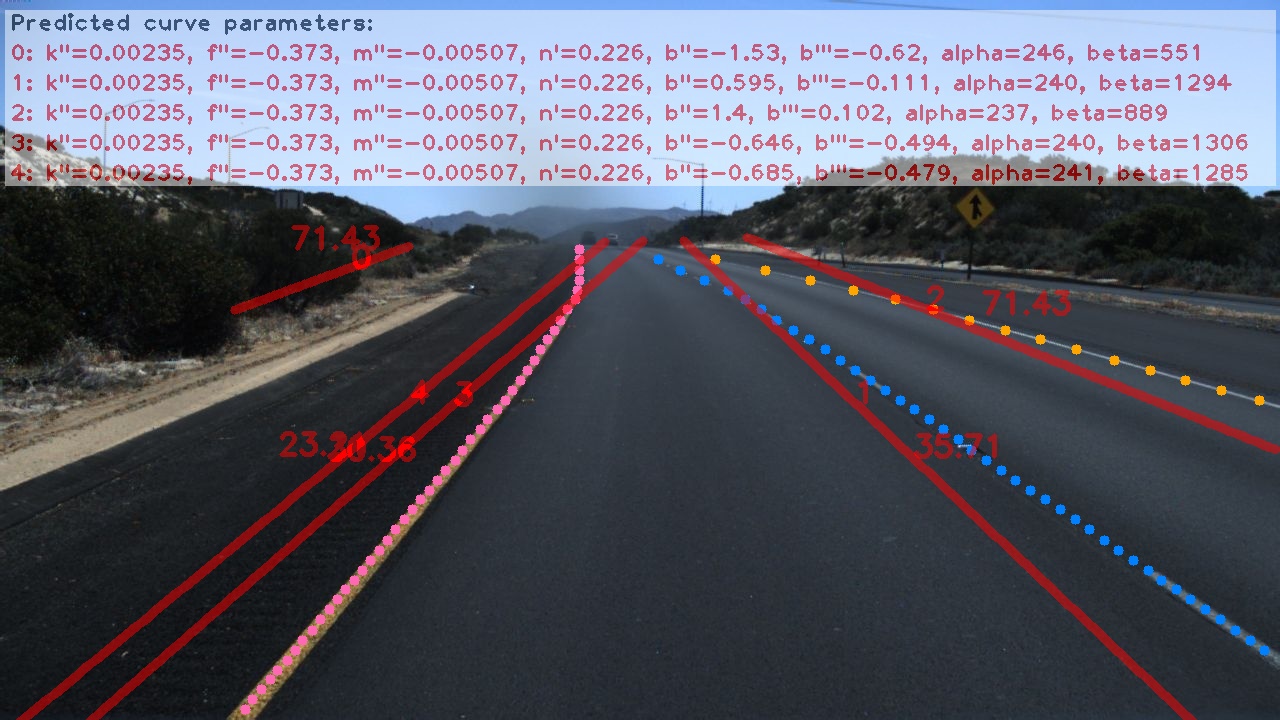 Predicted curve parameters:
0: k''=0.00235, f''=-0.373, m''=-0.00507, n'=0.226, b''=-1.53, b'''=-0.62, alpha=246, beta=551
1: k''=0.00235, f''=-0.373, m''=-0.00507, n'=0.226, b''=0.595, b'''=-0.111, alpha=240, beta=1294
2: k''=0.00235, f''=-0.373, m''=-0.00507, n'=0.226, b''=1.4, b'''=0.102, alpha=237, beta=889
3: k''=0.00235, f''=-0.373, m''=-0.00507, n'=0.226, b''=-0.646, b'''=-0.494, alpha=240, beta=1306
4: k''=0.00235, f''=-0.373, m''=-0.00507, n'=0.226, b''=-0.685, b'''=-0.479, alpha=241, beta=1285
71.43
0
2 71.43
4 3
1
35.71